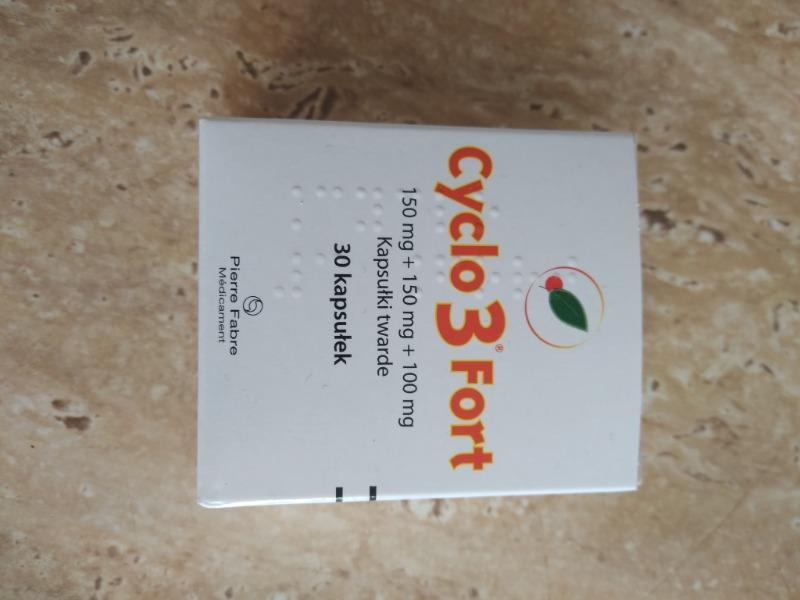 Cyclo 3® Fort
150 mg + 150 mg + 100 mg
Kapsułki twarde
30 kapsułek
Pierre Fabre
Médicament